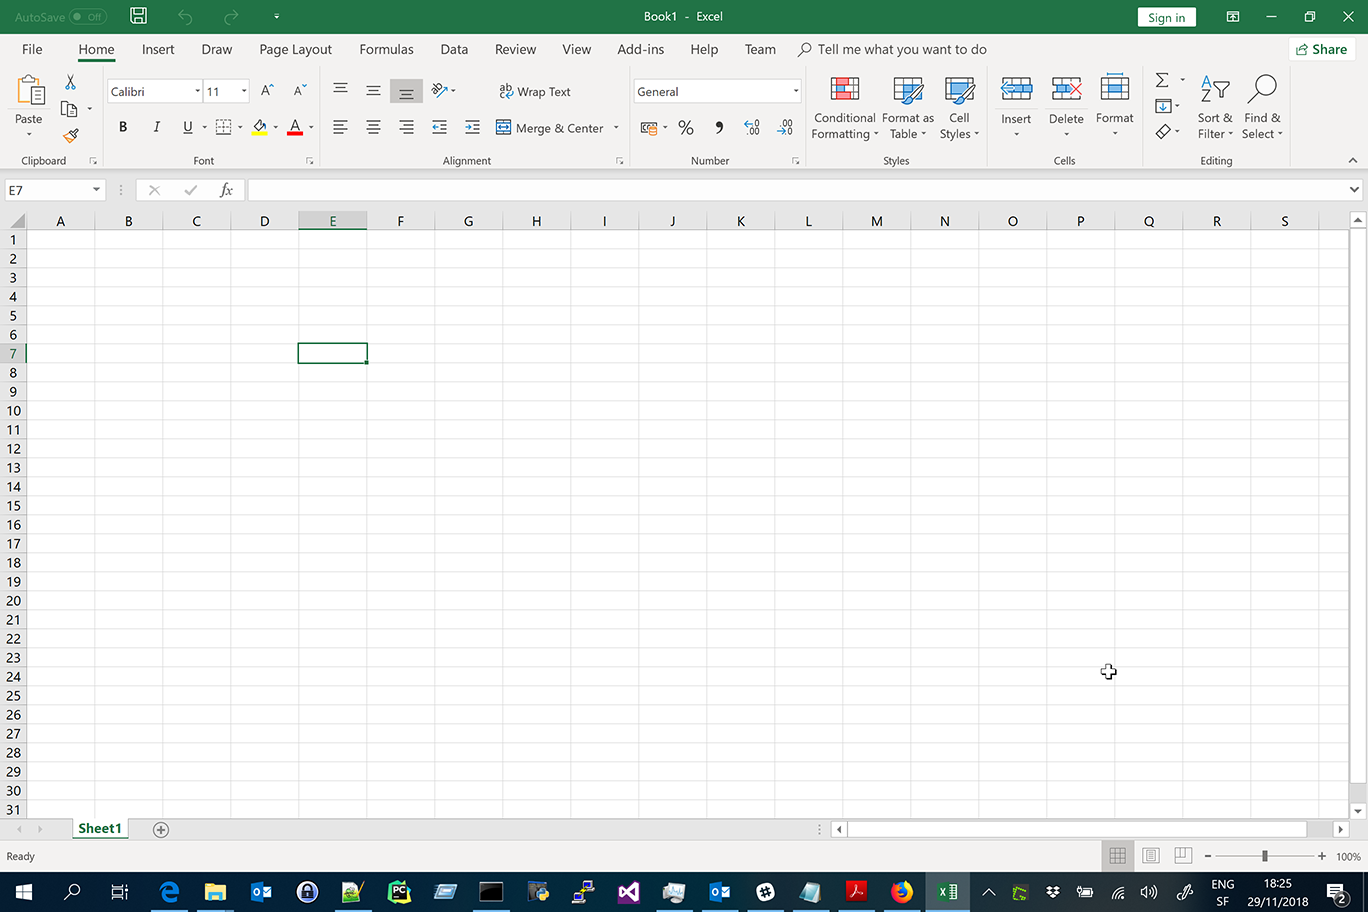 AutoSave Off
Book1 - Excel
Sign in
File Home Insert Draw Page Layout Formulas Data Review View Add-ins Help Team Tell me what you want to do Share
Paste
Calibri 11
B I U A
ab Wrap Text
Merge & Center
General
% 9 .00 .00
Conditional Formatting
Format as Table
Cell Styles
Insert
Delete
Format
Sort & Filter
Find & Select
Clipboard Font Alignment Number Styles Cells Editing
E7 fx
A B C D E F G H I J K L M N O P Q R S
1
2
3
4
5
6
7
8
9
10
11
12
13
14
15
16
17
18
19
20
21
22
23
24
25
26
27
28
29
30
31
Sheet1
Ready
100%
ENG 18:25
SF 29/11/2018
2